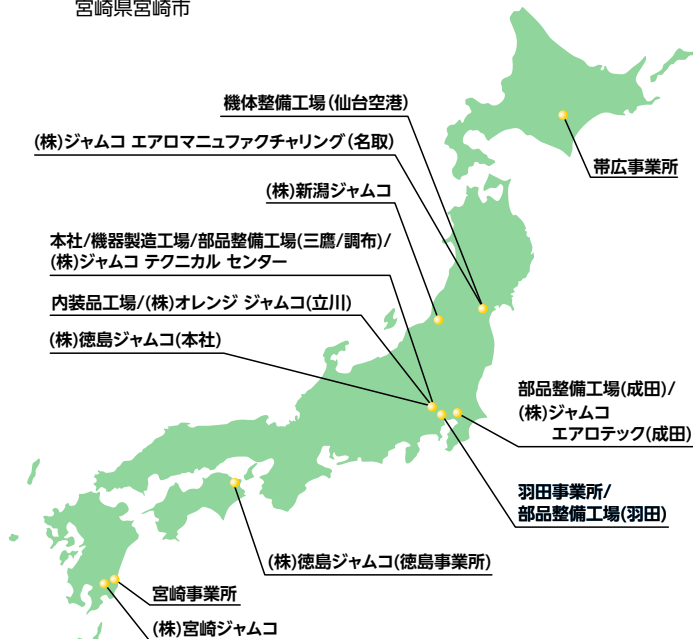 宮崎県宮崎市
機体整備工場(仙台空港)
(株)ジャムコ エアロマニュファクチャリング(名取)
帯広事業所
(株)新潟ジャムコ
本社/機器製造工場/部品整備工場(三鷹/調布)/
(株)ジャムコ テクニカル センター
内装品工場/(株)オレンジ ジャムコ(立川)
(株)徳島ジャムコ(本社)
部品整備工場(成田)/
(株)ジャムコ
エアロテック(成田)
羽田事業所/
部品整備工場(羽田)
(株)徳島ジャムコ(徳島事業所)
宮崎事業所
(株)宮崎ジャムコ